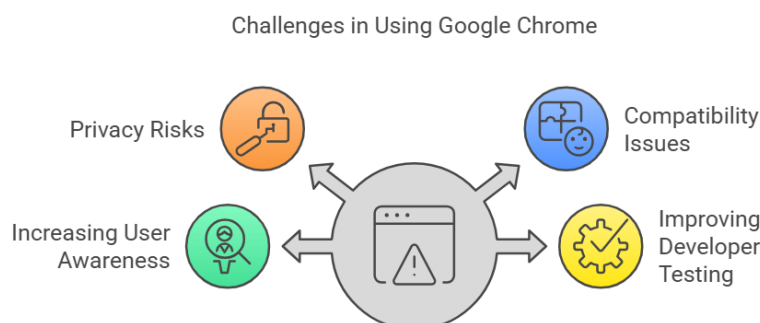 Challenges in Using Google Chrome
Privacy Risks
Compatibility
Issues
Increasing User
Awareness
Improving
Developer
Testing